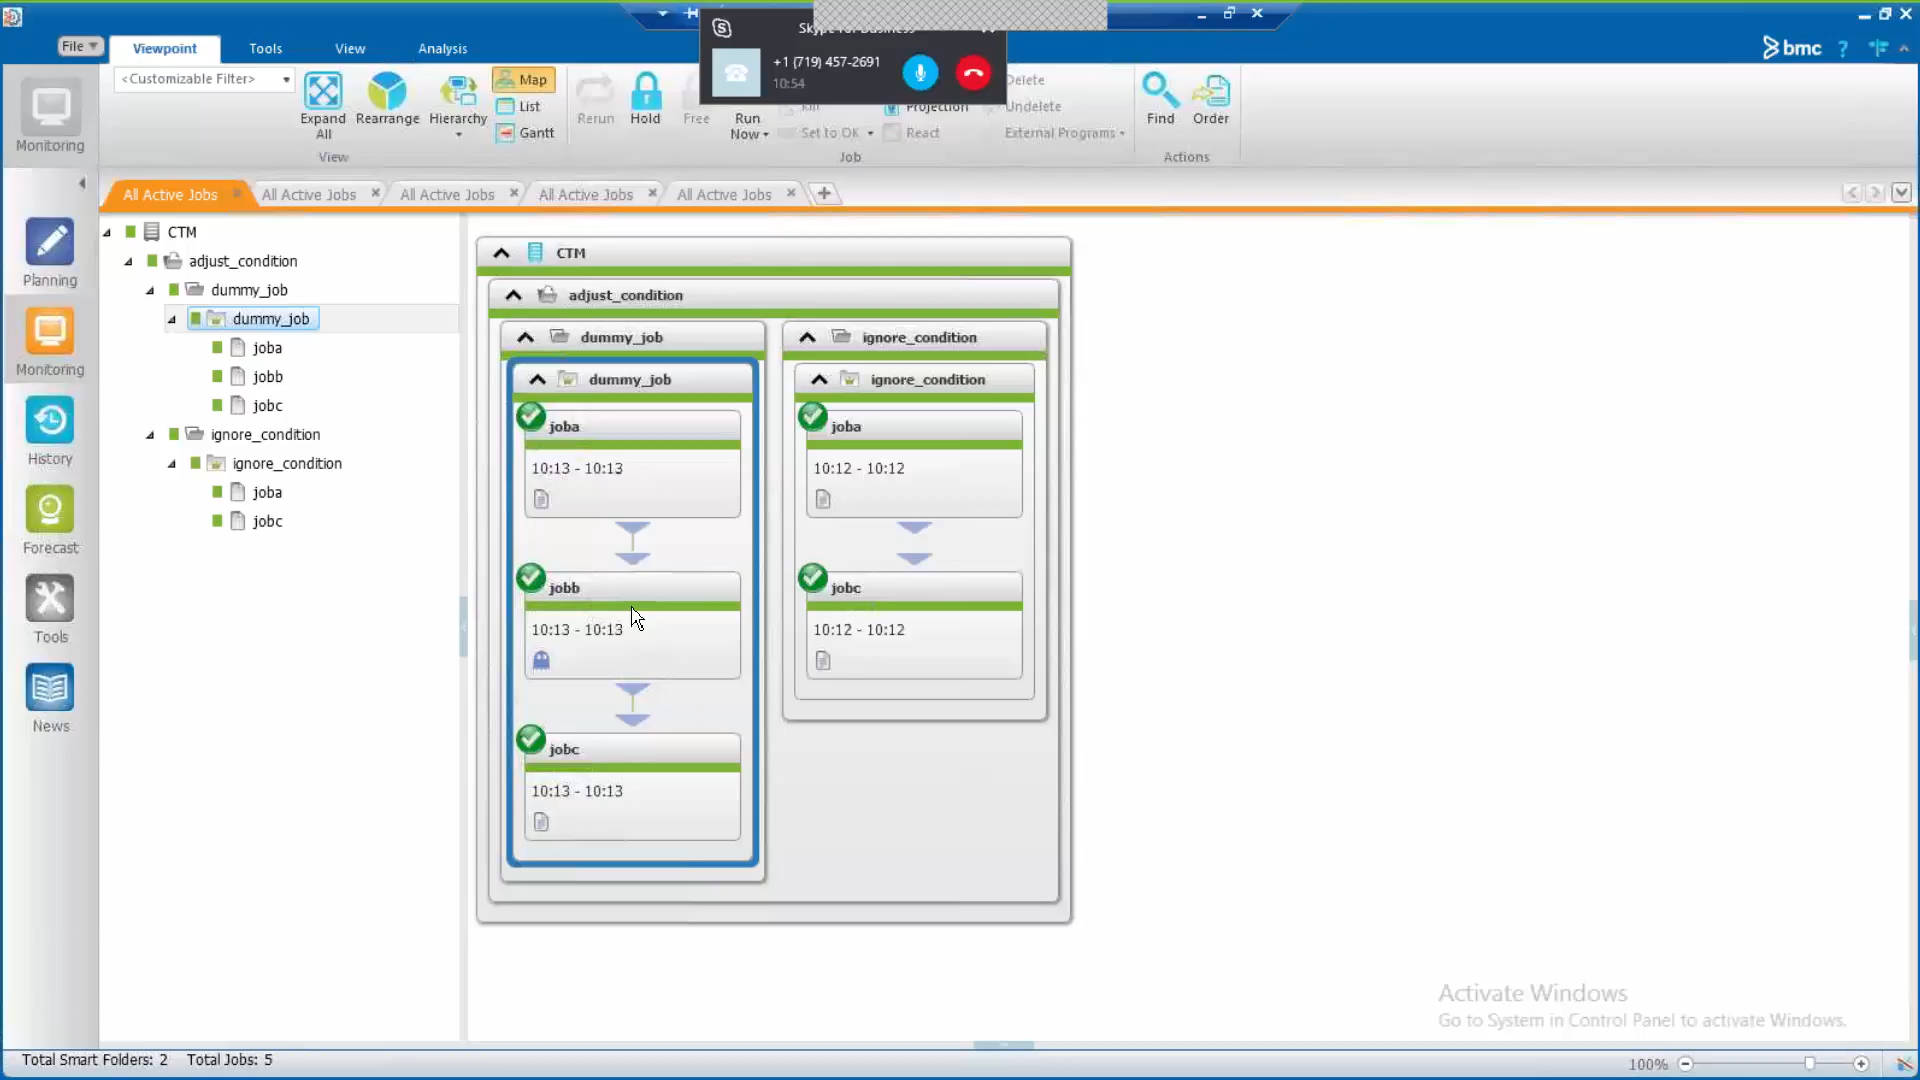 File
Viewpoint
Tools
View
Analysis
bmc
?
+1 (719) 457-2691
10:54
<Customizable Filter>
Expand All
Rearrange
Hierarchy
Map
List
Gantt
View
Rerun
Hold
Free
Run Now
Kill
Set to OK
Projection
React
Delete
Undelete
External Programs
Job
Find
Order
Actions
Monitoring
Planning
Monitoring
History
Forecast
Tools
News
All Active Jobs
All Active Jobs
All Active Jobs
All Active Jobs
All Active Jobs
CTM
adjust_condition
dummy_job
dummy_job
joba
jobb
jobc
ignore_condition
ignore_condition
joba
jobc
CTM
adjust_condition
dummy_job
dummy_job
joba
10:13 - 10:13
jobb
10:13 - 10:13
jobc
10:13 - 10:13
ignore_condition
ignore_condition
joba
10:12 - 10:12
jobc
10:12 - 10:12
Activate Windows
Go to System in Control Panel to activate Windows.
Total Smart Folders: 2 Total Jobs: 5
100%